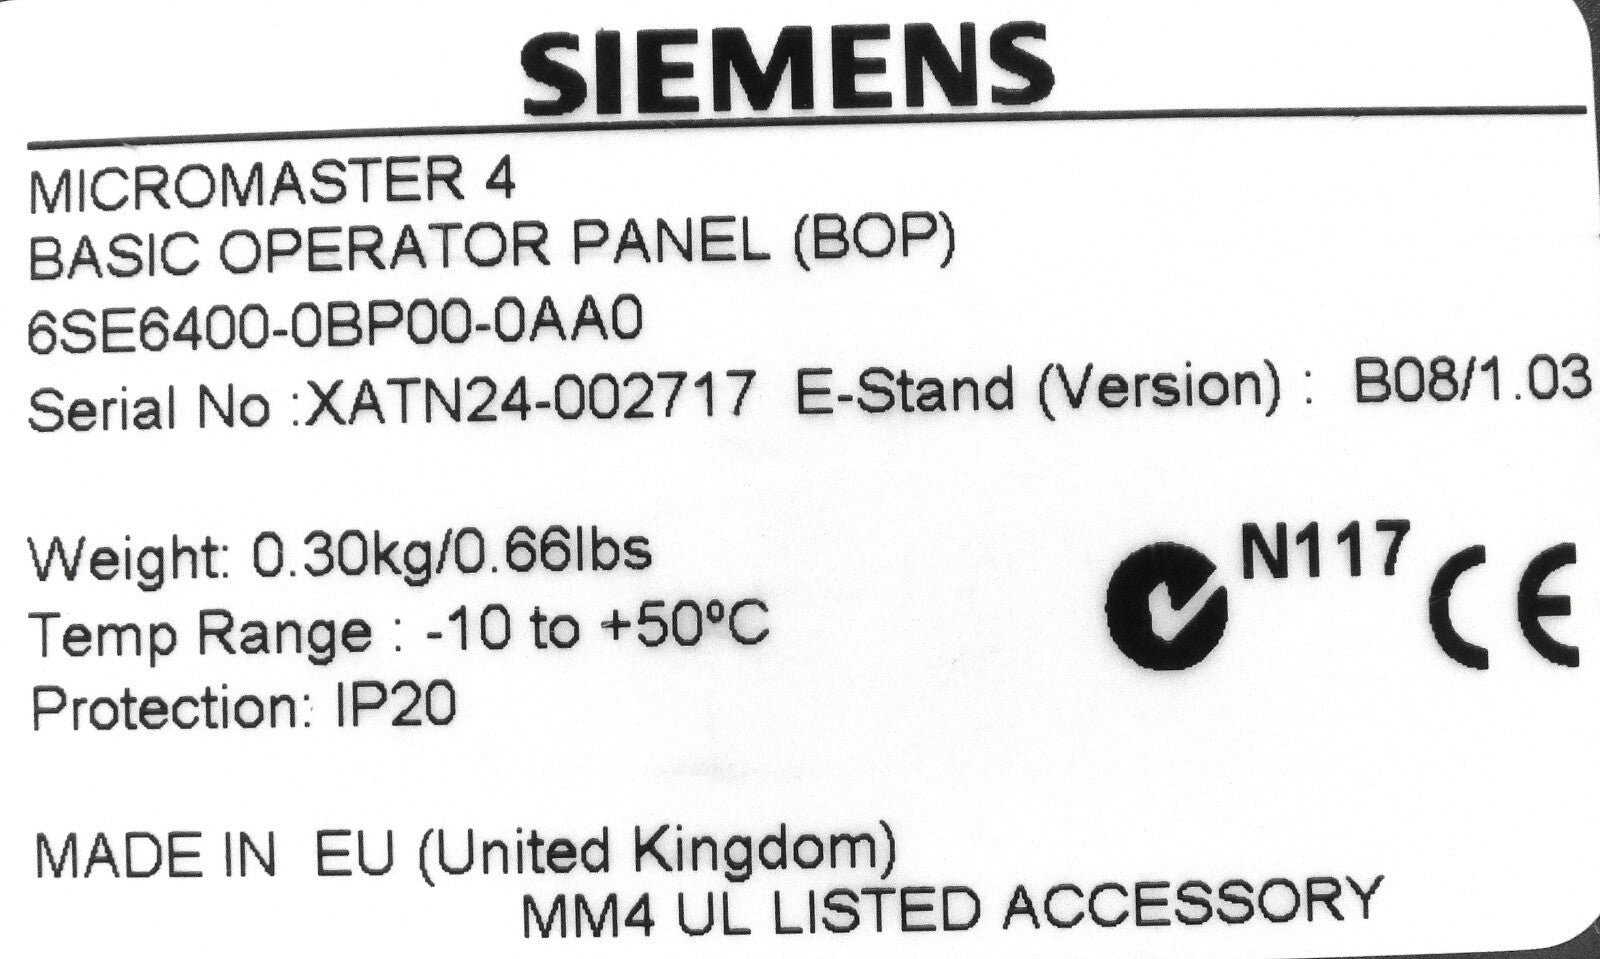 SIEMENS
MICROMASTER 4
BASIC OPERATOR PANEL (BOP)
6SE6400-0BP00-0AA0
Serial No :XATN24-002717 E-Stand (Version) : B08/1.03
Weight: 0.30kg/0.66lbs
N117 CE
Temp Range : -10 to +50ºC
Protection: IP20
MADE IN EU (United Kingdom)
MM4 UL LISTED ACCESSORY